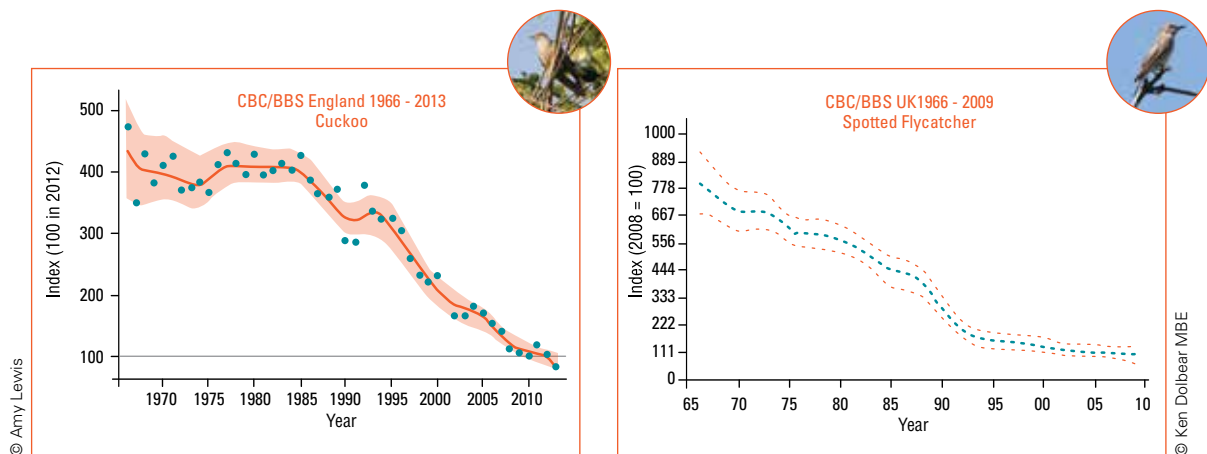 CBC/BBS England 1966 - 2013
Cuckoo
Index (100 in 2012)
500
400
300
200
100
1970 1975 1980 1985 1990 1995 2000 2005 2010
Year
© Amy Lewis
CBC/BBS UK1966 - 2009
Spotted Flycatcher
Index (2008 = 100)
1000
889
778
667
556
444
333
222
111
0
65 70 75 80 85 90 95 00 05 10
Year
© Ken Dolbear MBE